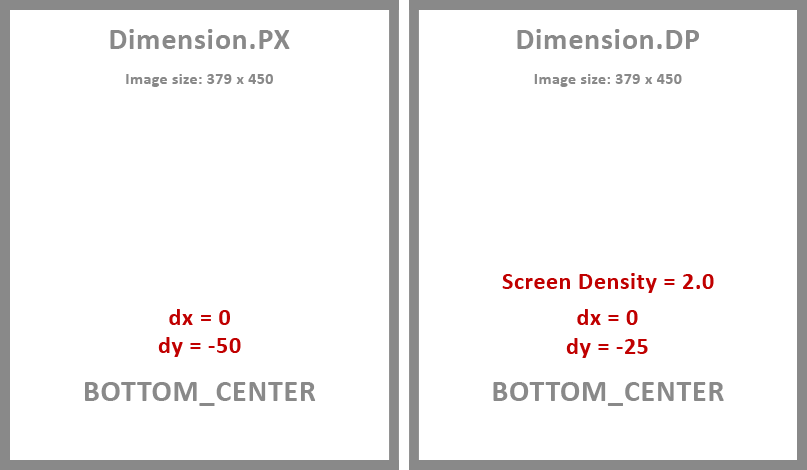 Dimension.PX
Image size: 379 x 450
dx = 0
dy = -50
BOTTOM_CENTER
Dimension.DP
Image size: 379 x 450
Screen Density = 2.0
dx = 0
dy = -25
BOTTOM_CENTER